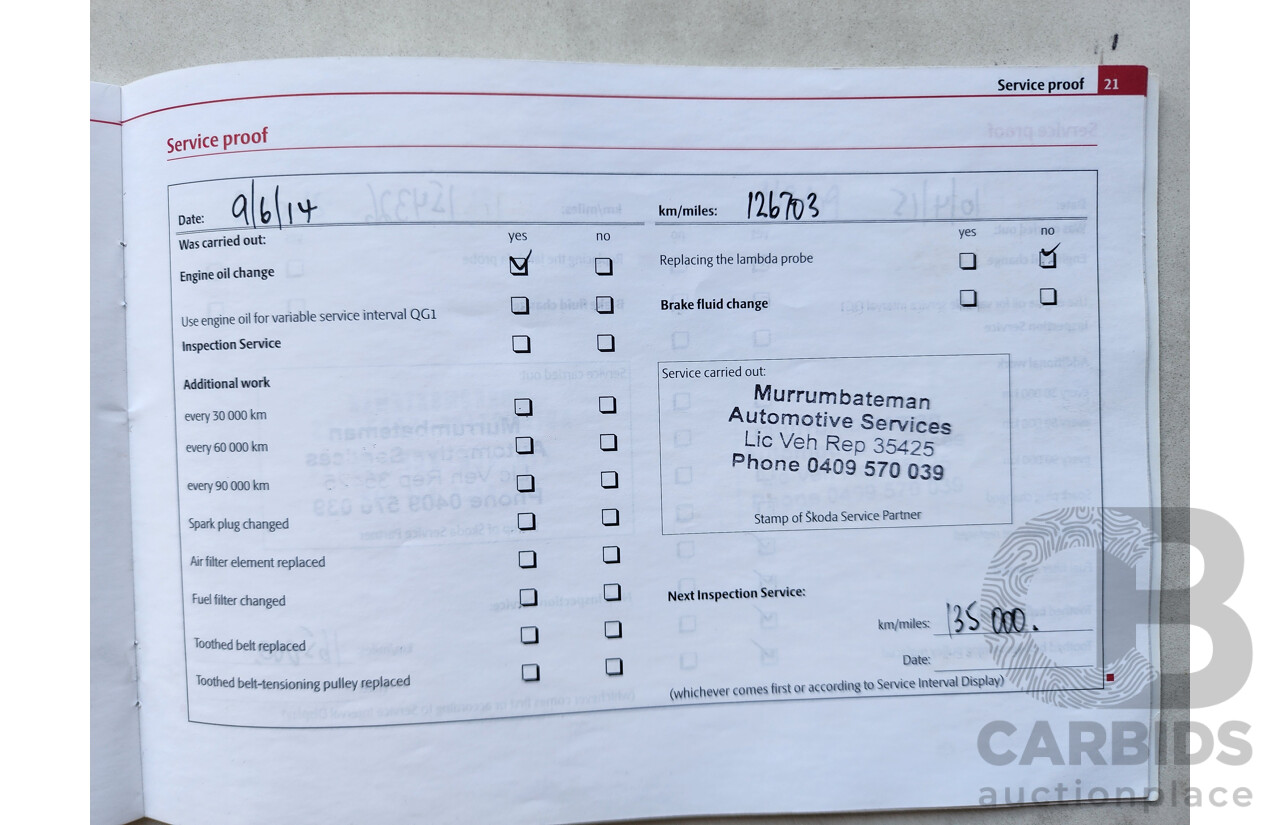 Service proof 21
Service proof
Date: 9/6/14
km/miles: 126703
Was carried out: yes no
yes no
Engine oil change
Replacing the lambda probe
Use engine oil for variable service interval QG1
Brake fluid change
Inspection Service
Additional work
every 30 000 km
every 60 000 km
every 90 000 km
Spark plug changed
Air filter element replaced
Fuel filter changed
Toothed belt replaced
Toothed belt-tensioning pulley replaced
Service carried out:
Murrumbateman
Automotive Services
Lic Veh Rep 35425
Phone 0409 570 039
Stamp of Škoda Service Partner
Next Inspection Service:
km/miles: 135 000.
Date:
(whichever comes first or according to Service Interval Display)
CB
CARBIDS
auctionplace